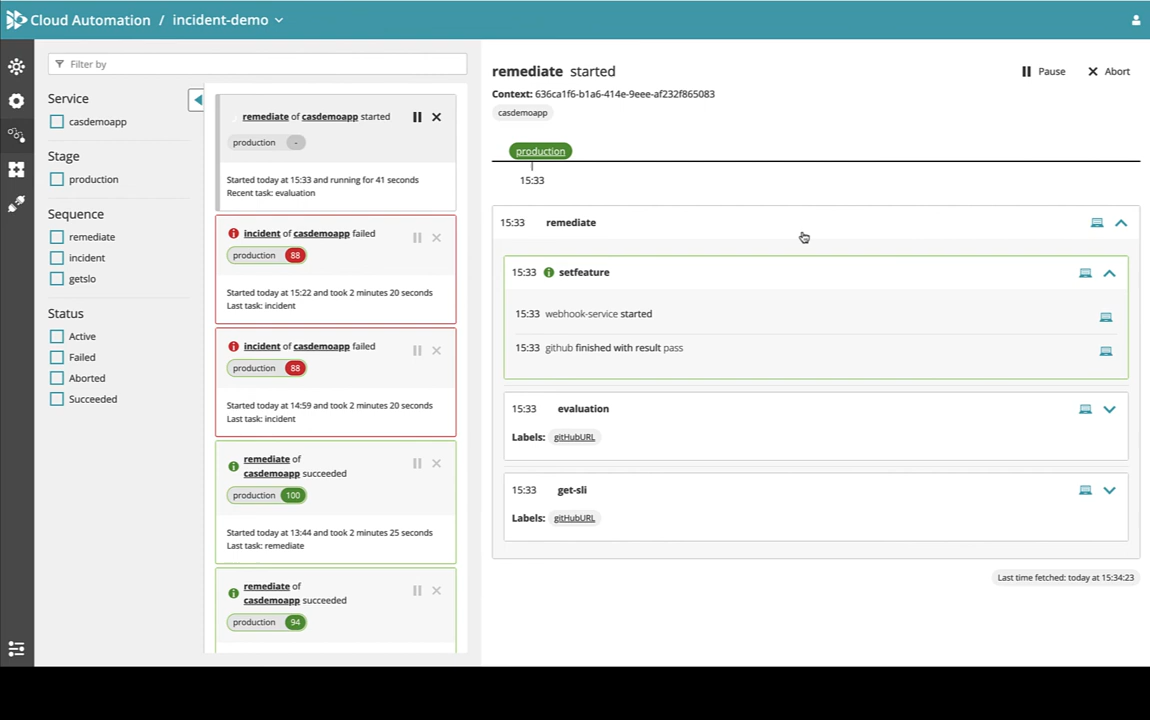 Cloud Automation / incident-demo
Filter by
Service
casdemoapp
Stage
production
Sequence
remediate
incident
getslo
Status
Active
Failed
Aborted
Succeeded
remediate of casdemoapp started
production -
Started today at 15:33 and running for 41 seconds
Recent task: evaluation
incident of casdemoapp failed
production 88
Started today at 15:22 and took 2 minutes 20 seconds
Last task: incident
incident of casdemoapp failed
production 88
Started today at 14:59 and took 2 minutes 20 seconds
Last task: incident
remediate of
casdemoapp succeeded
production 100
Started today at 13:44 and took 2 minutes 25 seconds
Last task: remediate
remediate of
casdemoapp succeeded
production 94
remediate started
Pause
Abort
Context: 636ca1f6-b1a6-414e-9eee-af232f865083
casdemoapp
production
15:33
15:33 remediate
15:33 setfeature
15:33 webhook-service started
15:33 github finished with result pass
15:33 evaluation
Labels: gitHubURL
15:33 get-sli
Labels: gitHubURL
Last time fetched: today at 15:34:23